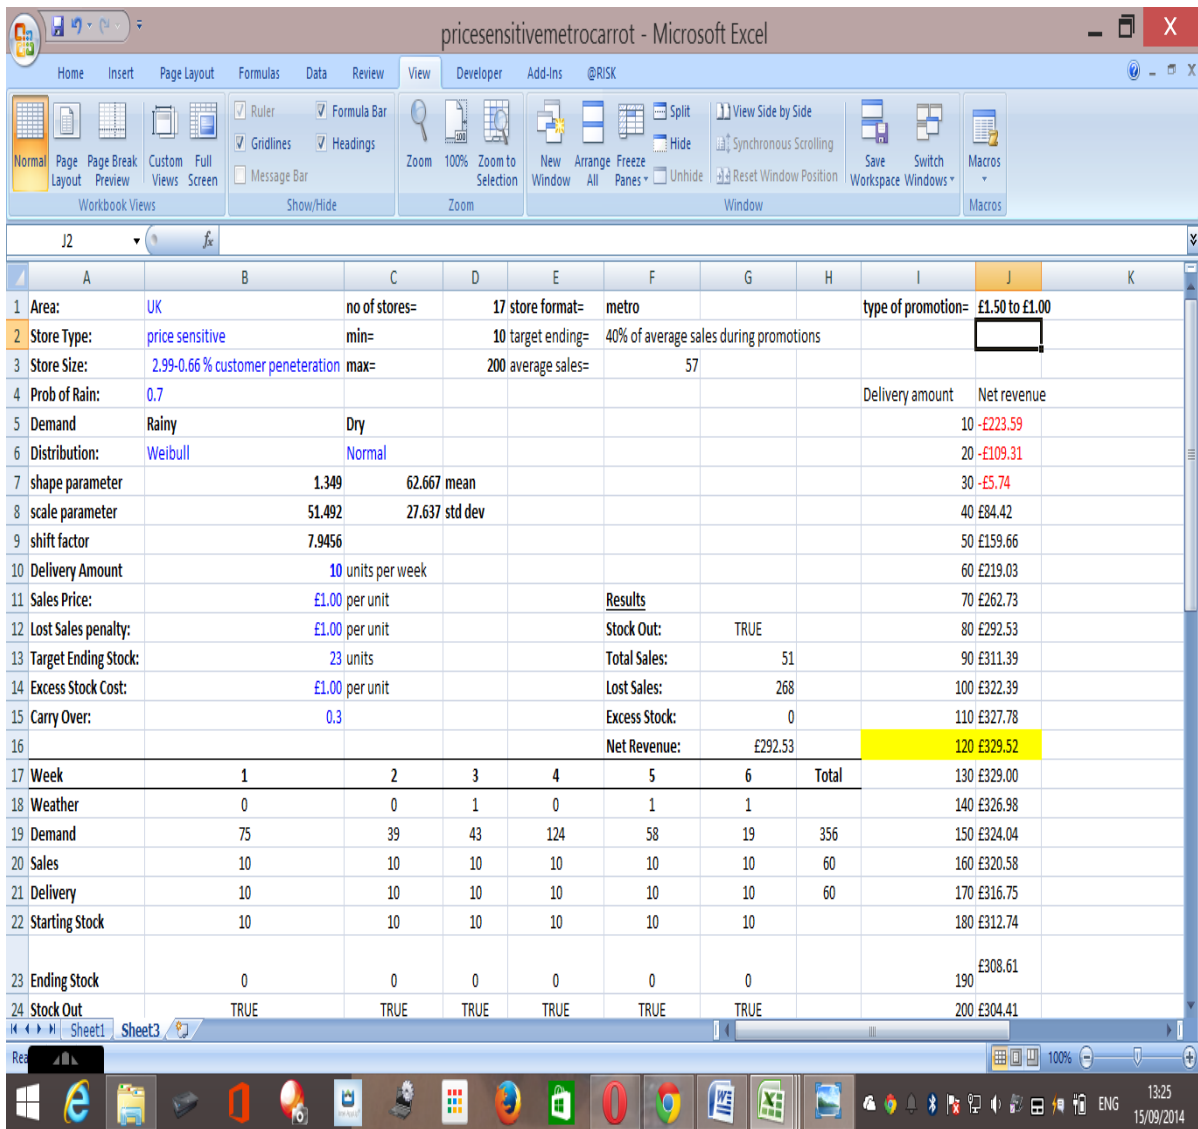 pricesensitivemetrocarrot - Microsoft Excel
X
Home Insert Page Layout Formulas Data Review View Developer Add-Ins @RISK
Ruler Formula Bar
Gridlines Headings
Message Bar
Normal Page Layout Page Break Preview Custom Views Full Screen
Zoom 100% Zoom to Selection
New Window Arrange All Freeze Panes
Split
Hide
Unhide
View Side by Side
Synchronous Scrolling
Reset Window Position
Save Workspace Switch Windows
Macros
Workbook Views Show/Hide Zoom Window Macros
J2 fx
A B C D E F G H I J K
1 Area: UK no of stores= 17 store format= metro type of promotion= £1.50 to £1.00
2 Store Type: price sensitive min= 10 target ending= 40% of average sales during promotions
3 Store Size: 2.99-0.66 % customer peneteration max= 200 average sales= 57
4 Prob of Rain: 0.7 Delivery amount Net revenue
5 Demand Rainy Dry 10 -£223.59
6 Distribution: Weibull Normal 20 -£109.31
7 shape parameter 1.349 62.667 mean 30 -£5.74
8 scale parameter 51.492 27.637 std dev 40 £84.42
9 shift factor 7.9456 50 £159.66
10 Delivery Amount 10 units per week 60 £219.03
11 Sales Price: £1.00 per unit Results 70 £262.73
12 Lost Sales penalty: £1.00 per unit Stock Out: TRUE 80 £292.53
13 Target Ending Stock: 23 units Total Sales: 51 90 £311.39
14 Excess Stock Cost: £1.00 per unit Lost Sales: 268 100 £322.39
15 Carry Over: 0.3 Excess Stock: 0 110 £327.78
16 Net Revenue: £292.53 120 £329.52
17 Week 1 2 3 4 5 6 Total 130 £329.00
18 Weather 0 0 1 0 1 1 140 £326.98
19 Demand 75 39 43 124 58 19 356 150 £324.04
20 Sales 10 10 10 10 10 10 60 160 £320.58
21 Delivery 10 10 10 10 10 10 60 170 £316.75
22 Starting Stock 10 10 10 10 10 10 180 £312.74
23 Ending Stock 0 0 0 0 0 0 190 £308.61
24 Stock Out TRUE TRUE TRUE TRUE TRUE TRUE 200 £304.41
Sheet1 Sheet3
Rea 100%
ENG 13:25
15/09/2014